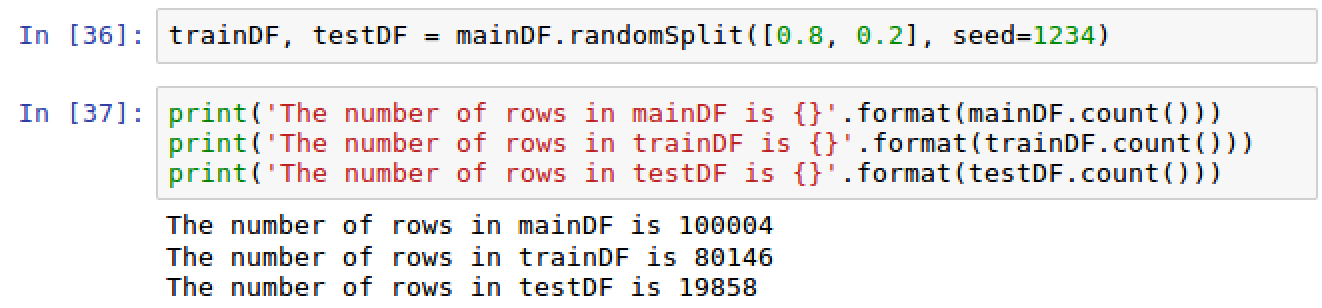 In [36]: trainDF, testDF = mainDF.randomSplit([0.8, 0.2], seed=1234)
In [37]: print('The number of rows in mainDF is {}'.format(mainDF.count()))
print('The number of rows in trainDF is {}'.format(trainDF.count()))
print('The number of rows in testDF is {}'.format(testDF.count()))
The number of rows in mainDF is 100004
The number of rows in trainDF is 80146
The number of rows in testDF is 19858